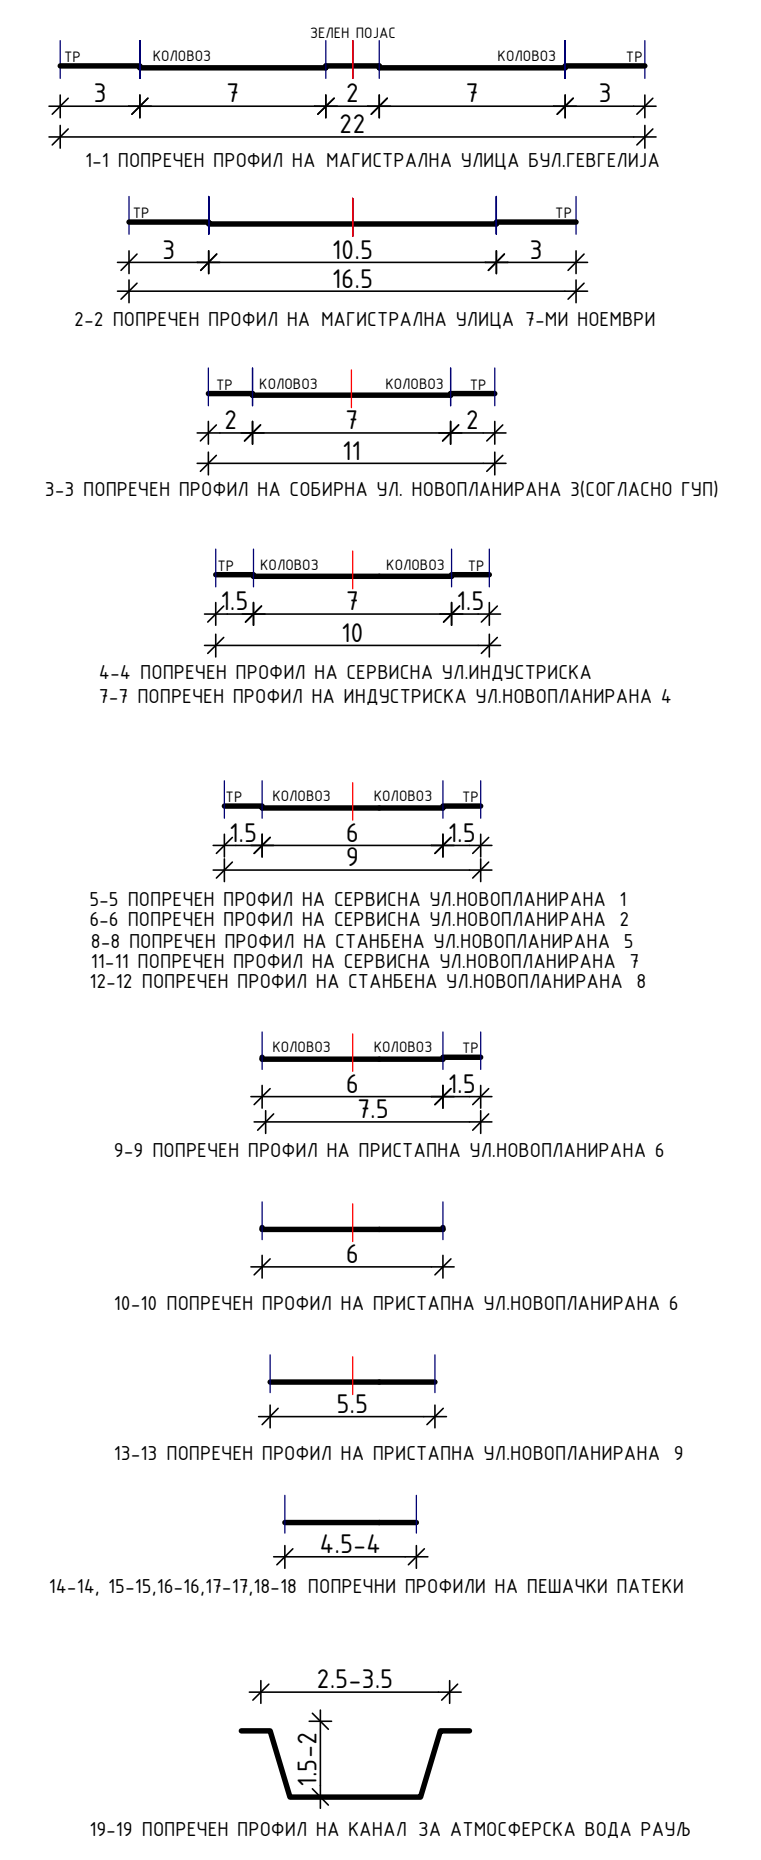 ЗЕЛЕН ПОЈАС
ТР КОЛОВОЗ КОЛОВОЗ ТР
3 7 2 7 3
22
1-1 ПОПРЕЧЕН ПРОФИЛ НА МАГИСТРАЛНА УЛИЦА БУЛ.ГЕВГЕЛИЈА
ТР ТР
3 10.5 3
16.5
2-2 ПОПРЕЧЕН ПРОФИЛ НА МАГИСТРАЛНА УЛИЦА 7-МИ НОЕМВРИ
ТР КОЛОВОЗ КОЛОВОЗ ТР
2 7 2
11
3-3 ПОПРЕЧЕН ПРОФИЛ НА СОБИРНА УЛ. НОВОПЛАНИРАНА 3(СОГЛАСНО ГУП)
ТР КОЛОВОЗ КОЛОВОЗ ТР
1.5 7 1.5
10
4-4 ПОПРЕЧЕН ПРОФИЛ НА СЕРВИСНА УЛ.ИНДУСТРИСКА
7-7 ПОПРЕЧЕН ПРОФИЛ НА ИНДУСТРИСКА УЛ.НОВОПЛАНИРАНА 4
ТР КОЛОВОЗ КОЛОВОЗ ТР
1.5 6 1.5
9
5-5 ПОПРЕЧЕН ПРОФИЛ НА СЕРВИСНА УЛ.НОВОПЛАНИРАНА 1
6-6 ПОПРЕЧЕН ПРОФИЛ НА СЕРВИСНА УЛ.НОВОПЛАНИРАНА 2
8-8 ПОПРЕЧЕН ПРОФИЛ НА СТАНБЕНА УЛ.НОВОПЛАНИРАНА 5
11-11 ПОПРЕЧЕН ПРОФИЛ НА СЕРВИСНА УЛ.НОВОПЛАНИРАНА 7
12-12 ПОПРЕЧЕН ПРОФИЛ НА СТАНБЕНА УЛ.НОВОПЛАНИРАНА 8
КОЛОВОЗ КОЛОВОЗ ТР
6 1.5
7.5
9-9 ПОПРЕЧЕН ПРОФИЛ НА ПРИСТАПНА УЛ.НОВОПЛАНИРАНА 6
6
10-10 ПОПРЕЧЕН ПРОФИЛ НА ПРИСТАПНА УЛ.НОВОПЛАНИРАНА 6
5.5
13-13 ПОПРЕЧЕН ПРОФИЛ НА ПРИСТАПНА УЛ.НОВОПЛАНИРАНА 9
4.5-4
14-14, 15-15,16-16,17-17,18-18 ПОПРЕЧНИ ПРОФИЛИ НА ПЕШАЧКИ ПАТЕКИ
2.5-3.5
1.5-2
19-19 ПОПРЕЧЕН ПРОФИЛ НА КАНАЛ ЗА АТМОСФЕРСКА ВОДА РАУЉ